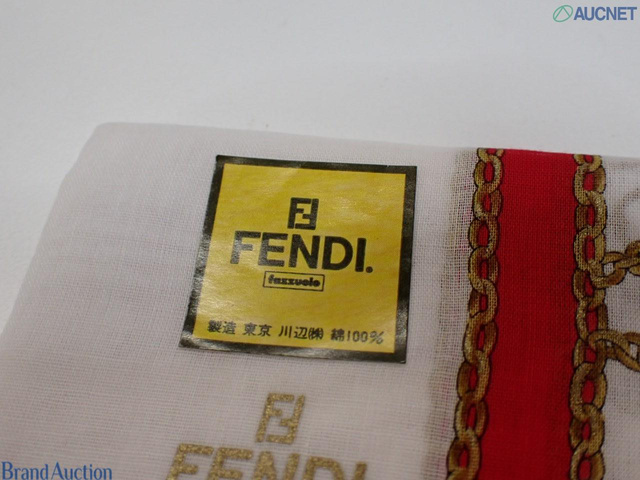 AUCNET
FENDI.
fazzuolo
製造 東京 川辺㈱ 綿100%
FENDI
Brand Auction